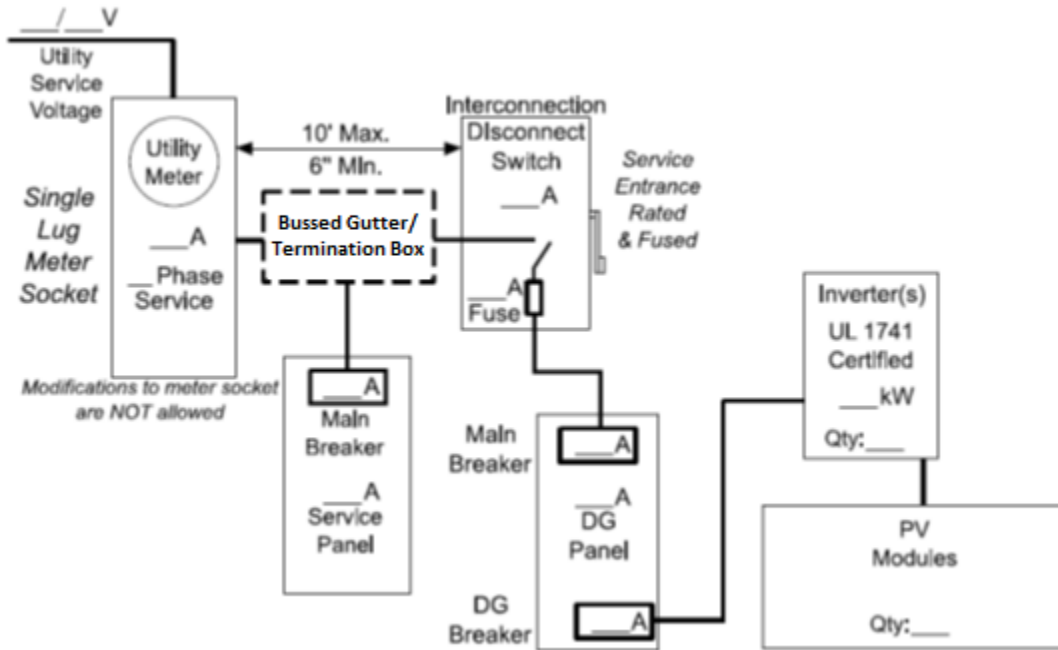 ___/___V
Utility
Service
Voltage
Utility
Meter
___A
__Phase
Service
Single
Lug
Meter
Socket
Modifications to meter socket
are NOT allowed
10' Max.
6" Min.
Bussed Gutter/
Termination Box
___A
Main
Breaker
___A
Service
Panel
Interconnection
Disconnect
Switch
___A
___A
Fuse
Service
Entrance
Rated
& Fused
Main
Breaker
___A
___A
DG
Panel
DG
Breaker
___A
Inverter(s)
UL 1741
Certified
___kW
Qty:___
PV
Modules
Qty:___